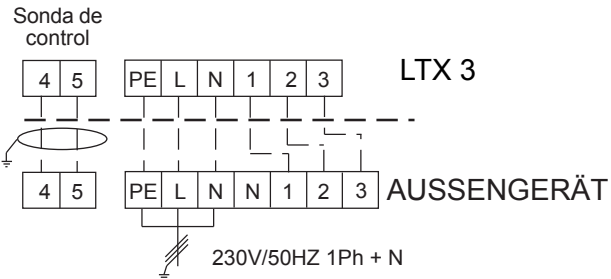 Sonda de
control
4 5 PE L N 1 2 3 LTX 3
4 5 PE L N N 1 2 3 AUSSENGERÄT
230V/50HZ 1Ph + N